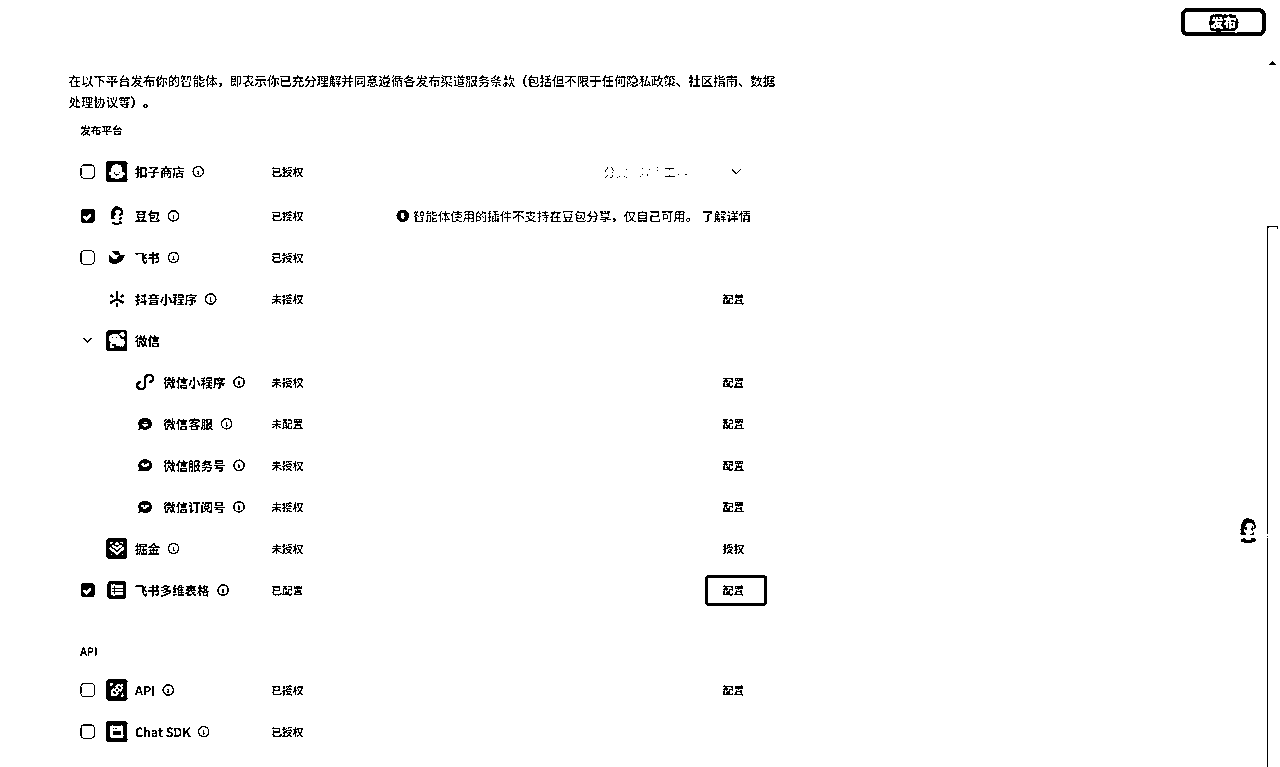 发布
在以下平台发布你的智能体，即表示你已充分理解并同意遵循各发布渠道服务条款（包括但不限于任何隐私政策、社区指南、数据
处理协议等）。
发布平台
扣子商店 已授权
豆包 已授权 智能体使用的插件不支持在豆包分享，仅自己可用。 了解详情
飞书 已授权
抖音小程序 未授权 配置
微信
微信小程序 未授权 配置
微信客服 未配置 配置
微信服务号 未授权 配置
微信订阅号 未授权 配置
掘金 未授权 授权
飞书多维表格 已配置 配置
API
API 已授权 配置
Chat SDK 已授权